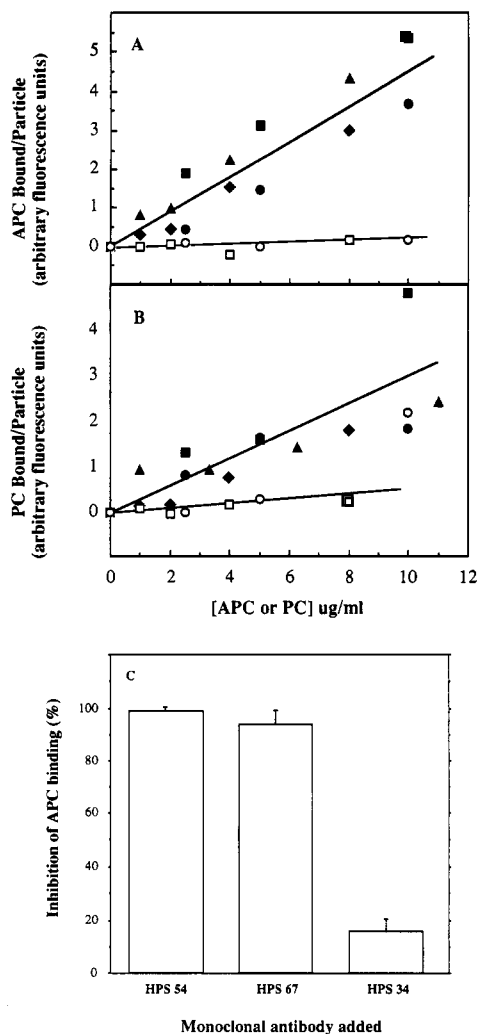 A
APC Bound/Particle
(arbitrary fluorescence units)
5
4
3
2
1
0
B
PC Bound/Particle
(arbitrary fluorescence units)
4
3
2
1
0
0 2 4 6 8 10 12
[APC or PC] ug/ml
C
Inhibition of APC binding (%)
100
80
60
40
20
0
HPS 54 HPS 67 HPS 34
Monoclonal antibody added